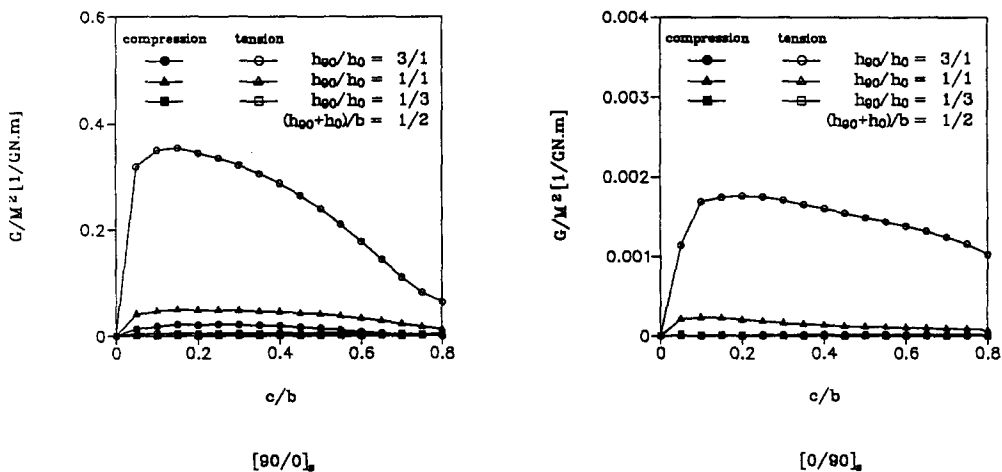 0.6
compression tension
h90/h0 = 3/1
h90/h0 = 1/1
h90/h0 = 1/3
(h90+h0)/b = 1/2
0.4
0.2
0
G/M²[1/GN.m]
0 0.2 0.4 0.6 0.8
c/b
[90/0]s
0.004
compression tension
h90/h0 = 3/1
h90/h0 = 1/1
h90/h0 = 1/3
(h90+h0)/b = 1/2
0.003
0.002
0.001
0
G/M²[1/GN.m]
0 0.2 0.4 0.6 0.8
c/b
[0/90]s